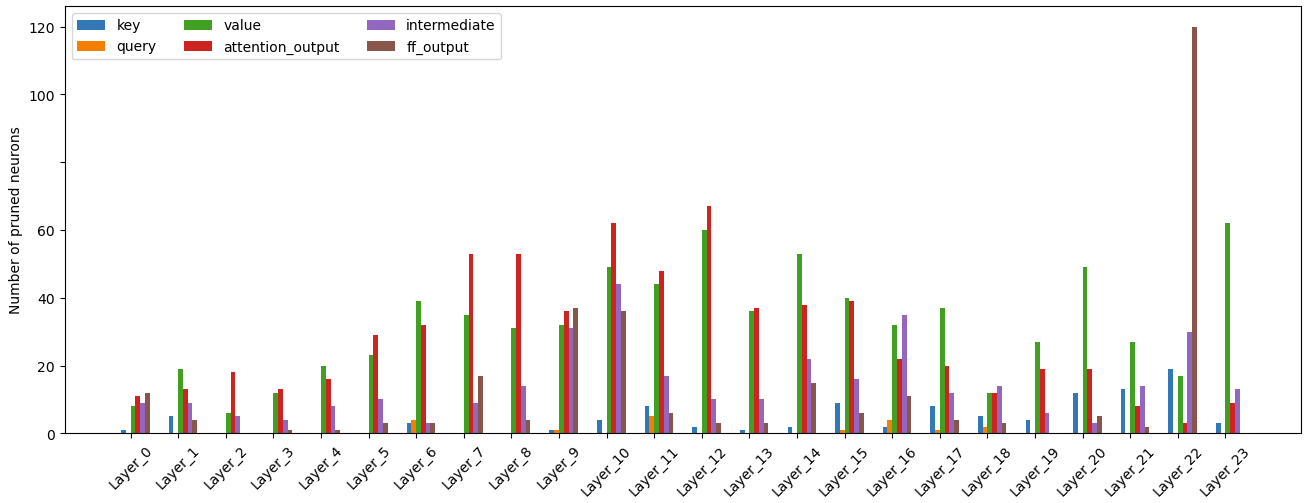 key
query
value
attention_output
intermediate
ff_output
Number of pruned neurons
120
100
60
40
20
0
Layer_0
Layer_1
Layer_2
Layer_3
Layer_4
Layer_5
Layer_6
Layer_7
Layer_8
Layer_9
Layer_10
Layer_11
Layer_12
Layer_13
Layer_14
Layer_15
Layer_16
Layer_17
Layer_18
Layer_19
Layer_20
Layer_21
Layer_22
Layer_23